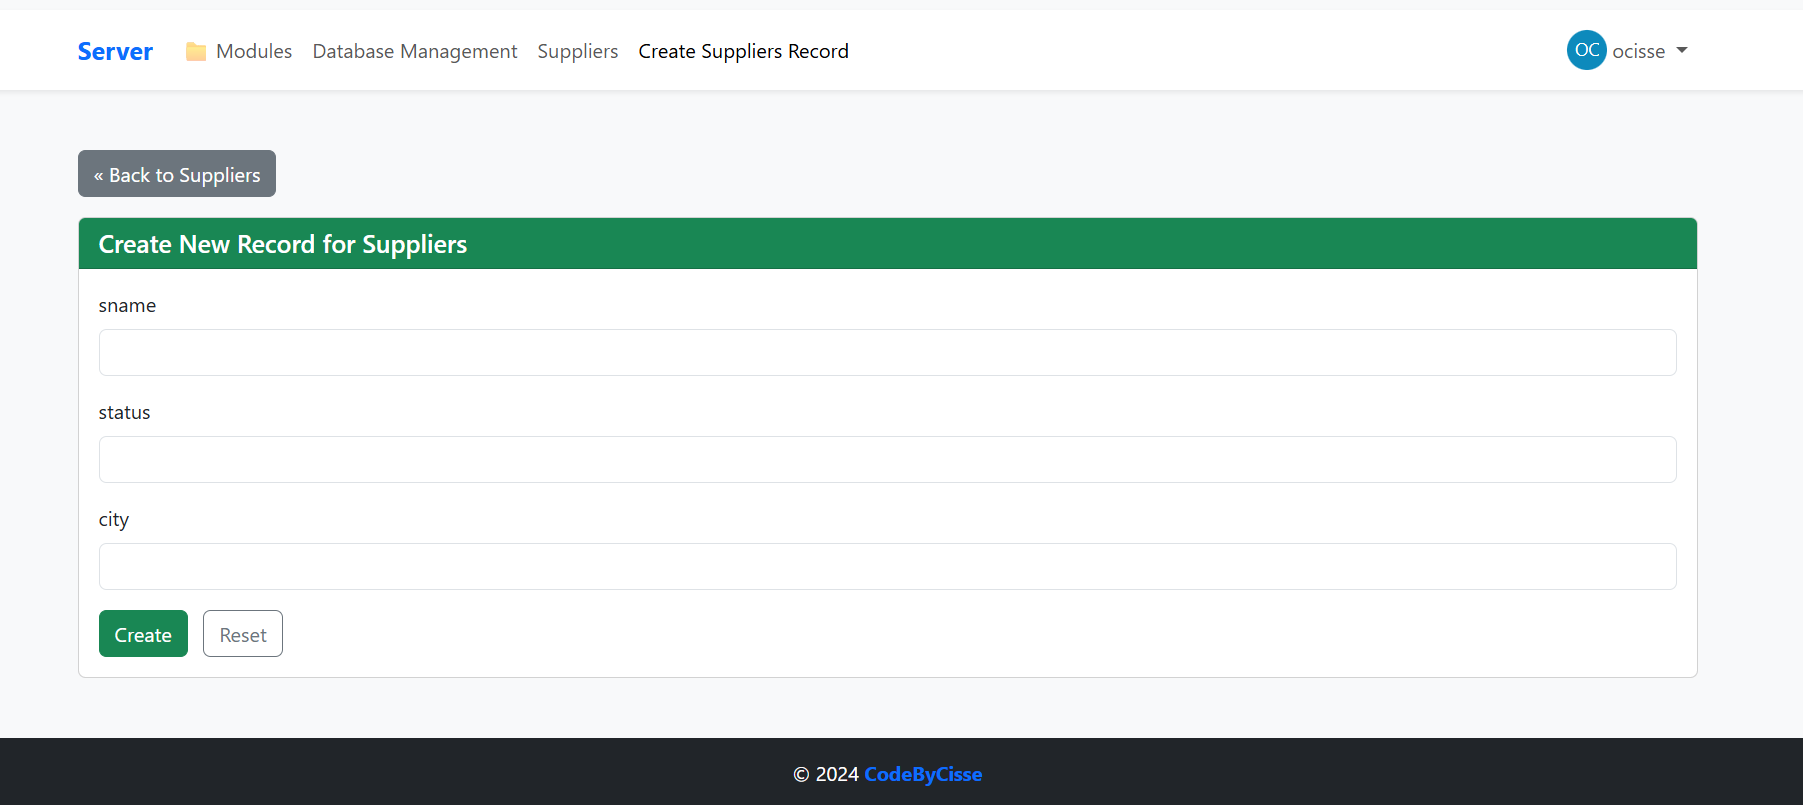 Server Modules Database Management Suppliers Create Suppliers Record OC ocisse
« Back to Suppliers
Create New Record for Suppliers
sname
status
city
Create Reset
© 2024 CodeByCisse